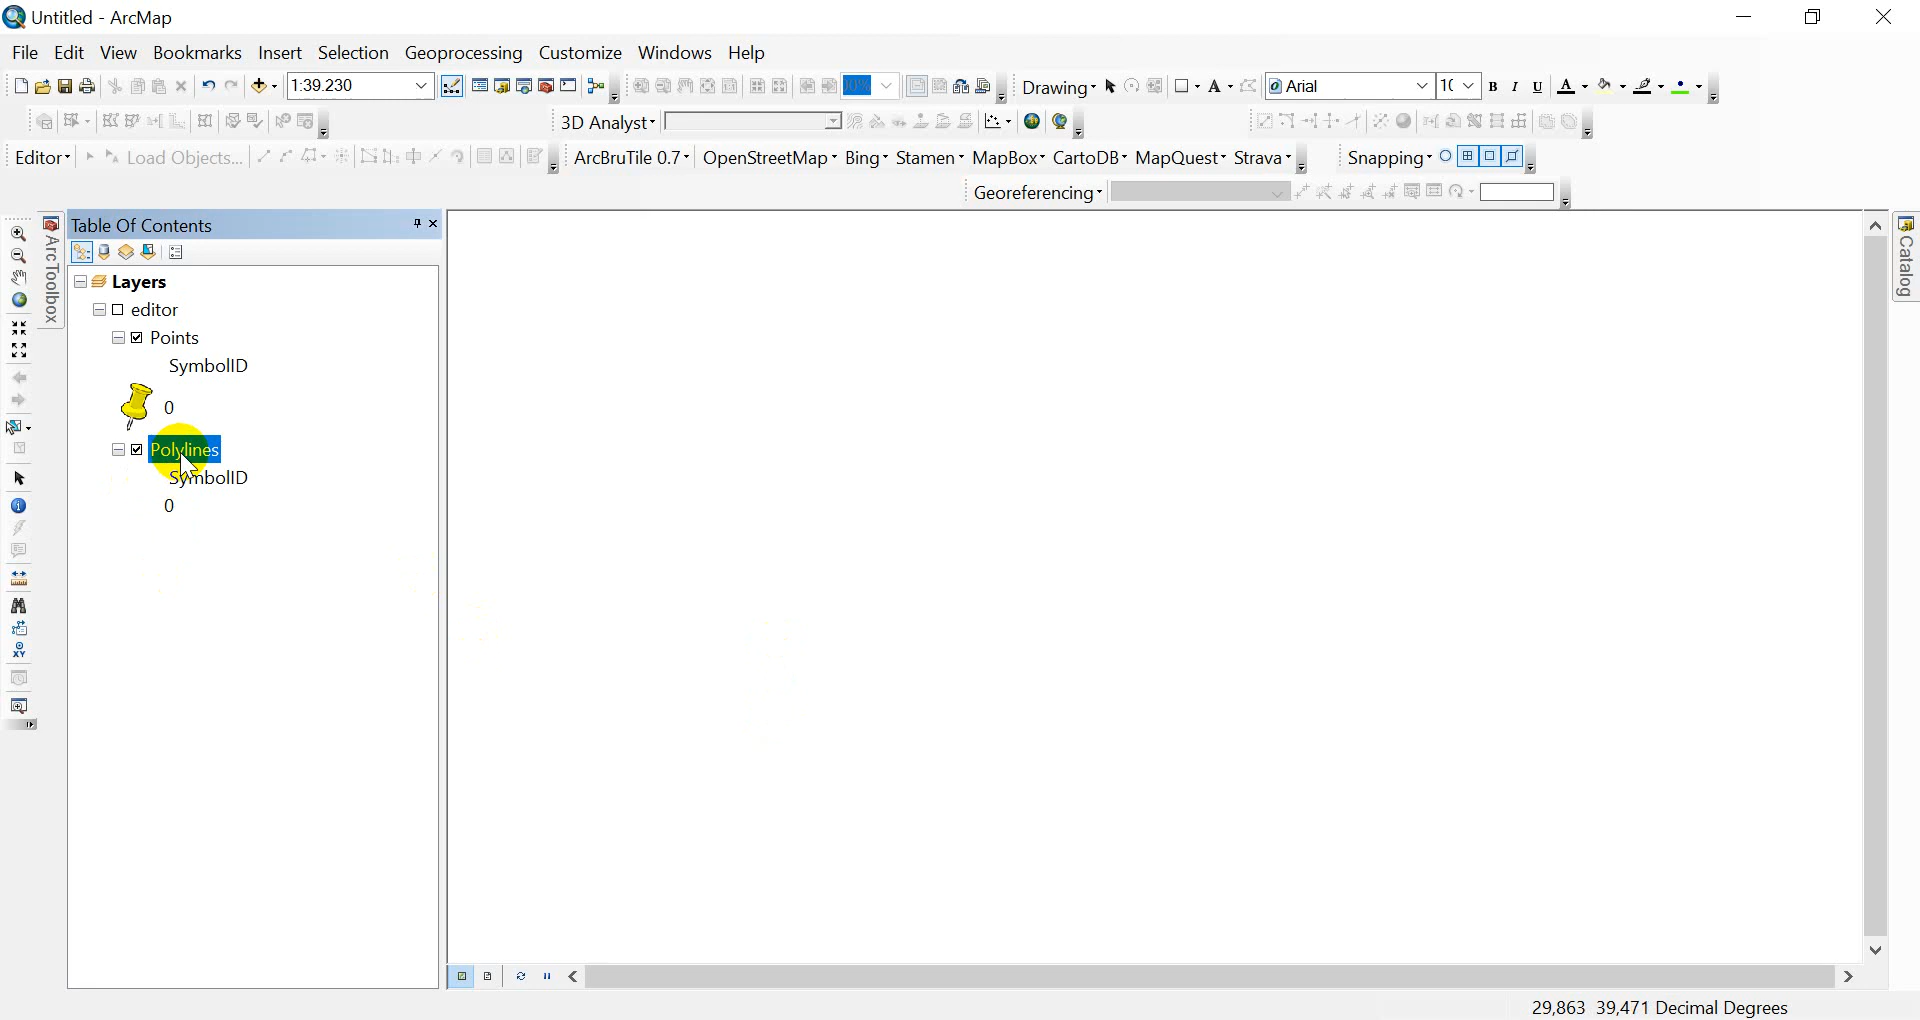 Untitled - ArcMap
File Edit View Bookmarks Insert Selection Geoprocessing Customize Windows Help
1:39.230 Drawing Arial B I U A
3D Analyst
Editor Load Objects... ArcBruTile 0.7 OpenStreetMap Bing Stamen MapBox CartoDB MapQuest Strava Snapping
Georeferencing
Table Of Contents
ArcToolbox
Catalog
Layers
editor
Points
SymbolID
0
Polylines
SymbolID
0
29,863 39,471 Decimal Degrees